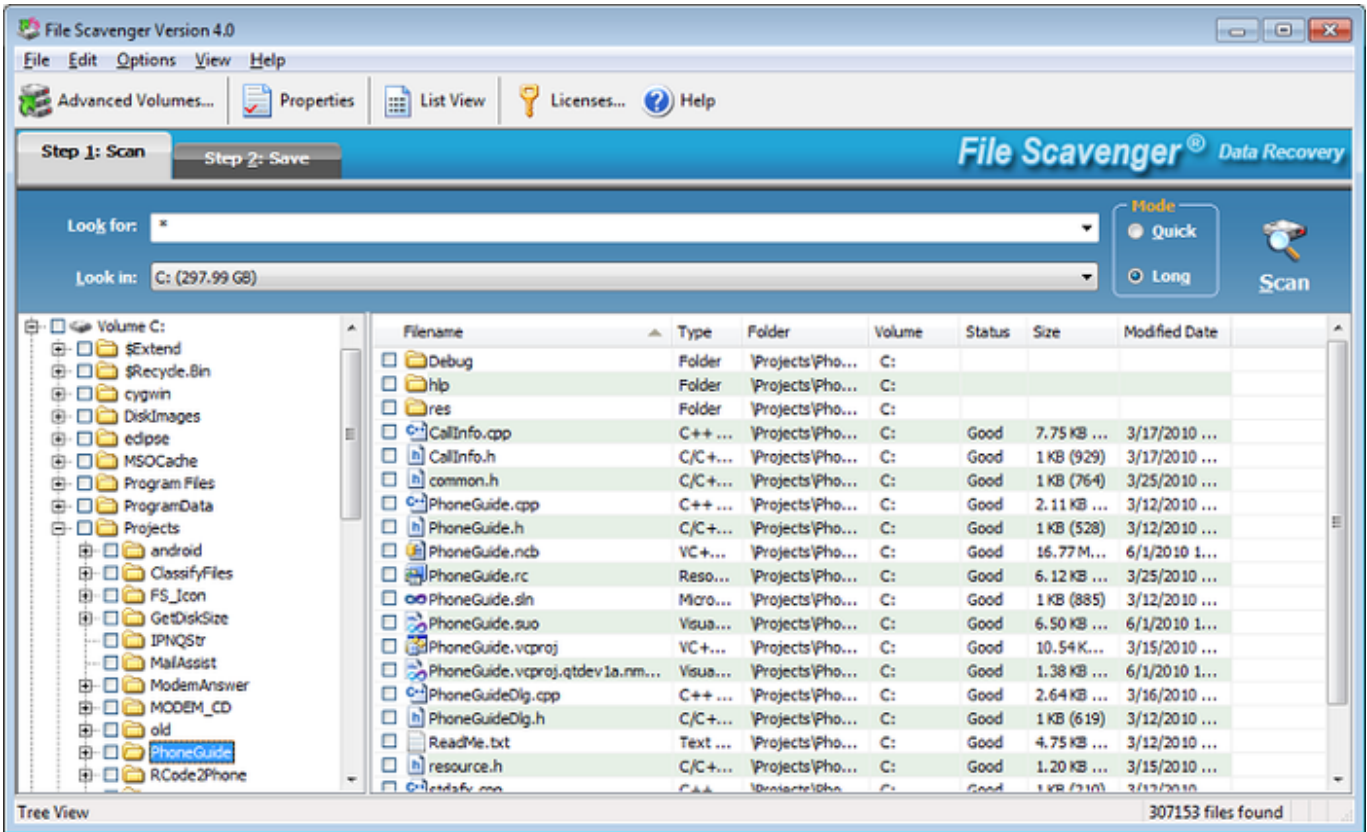 File Scavenger Version 4.0
File Edit Options View Help
Advanced Volumes... Properties List View Licenses... Help
Step 1: Scan Step 2: Save File Scavenger® Data Recovery
Mode
Look for: * Quick
Look in: C: (297.99 GB) Long Scan
Volume C:
$Extend
$Recycle.Bin
cygwin
DiskImages
eclipse
MSOCache
Program Files
ProgramData
Projects
android
ClassifyFiles
FS_Icon
GetDiskSize
IPNQStr
MailAssist
ModemAnswer
MODEM_CD
old
PhoneGuide
RCode2Phone
Filename Type Folder Volume Status Size Modified Date
Debug Folder \Projects\Pho... C:
hlp Folder \Projects\Pho... C:
res Folder \Projects\Pho... C:
CallInfo.cpp C++ ... \Projects\Pho... C: Good 7.75 KB ... 3/17/2010 ...
CallInfo.h C/C+... \Projects\Pho... C: Good 1 KB (929) 3/17/2010 ...
common.h C/C+... \Projects\Pho... C: Good 1 KB (764) 3/25/2010 ...
PhoneGuide.cpp C++ ... \Projects\Pho... C: Good 2.11 KB ... 3/12/2010 ...
PhoneGuide.h C/C+... \Projects\Pho... C: Good 1 KB (528) 3/12/2010 ...
PhoneGuide.ncb VC+... \Projects\Pho... C: Good 16.77 M... 6/1/2010 1...
PhoneGuide.rc Reso... \Projects\Pho... C: Good 6.12 KB ... 3/25/2010 ...
PhoneGuide.sln Micro... \Projects\Pho... C: Good 1 KB (885) 3/12/2010 ...
PhoneGuide.suo Visua... \Projects\Pho... C: Good 6.50 KB ... 6/1/2010 1...
PhoneGuide.vcproj VC+... \Projects\Pho... C: Good 10.54 K... 3/15/2010 ...
PhoneGuide.vcproj.qtdev1a.nm... Visua... \Projects\Pho... C: Good 1.38 KB ... 6/1/2010 1...
PhoneGuideDlg.cpp C++ ... \Projects\Pho... C: Good 2.64 KB ... 3/16/2010 ...
PhoneGuideDlg.h C/C+... \Projects\Pho... C: Good 1 KB (619) 3/12/2010 ...
ReadMe.txt Text ... \Projects\Pho... C: Good 4.75 KB ... 3/12/2010 ...
resource.h C/C+... \Projects\Pho... C: Good 1.20 KB ... 3/15/2010 ...
stdafx.cpp C++ \Projects\Pho C: Good 1 KB (210) 3/12/2010
Tree View 307153 files found